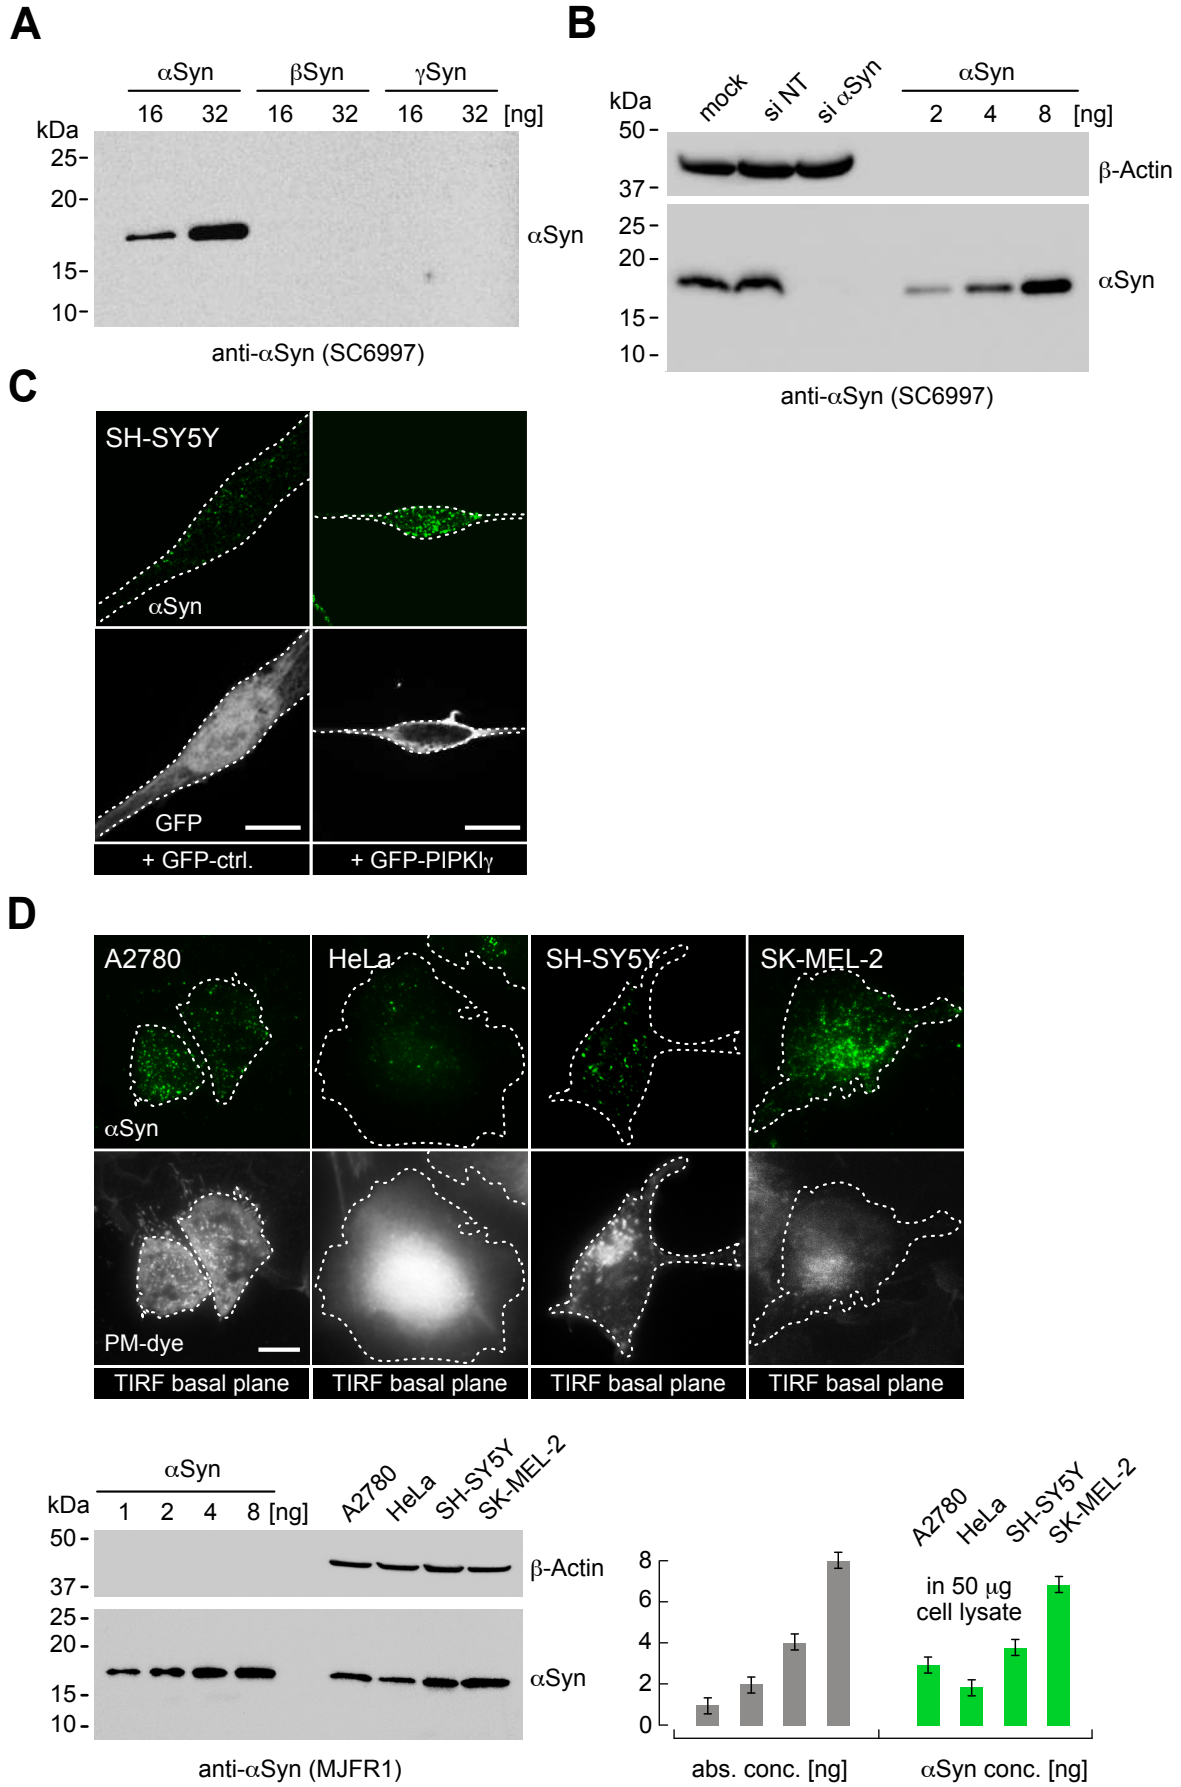 A
αSyn βSyn γSyn
kDa 16 32 16 32 16 32 [ng]
25
20
15
10
αSyn
anti-αSyn (SC6997)
B
mock si NT si αSyn αSyn
kDa 2 4 8 [ng]
50
37
β-Actin
25
20
15
10
αSyn
anti-αSyn (SC6997)
C
SH-SY5Y
αSyn
GFP
+ GFP-ctrl. + GFP-PIPKIγ
D
A2780 HeLa SH-SY5Y SK-MEL-2
αSyn
PM-dye
TIRF basal plane TIRF basal plane TIRF basal plane TIRF basal plane
αSyn A2780 HeLa SH-SY5Y SK-MEL-2
kDa 1 2 4 8 [ng]
50
37
β-Actin
25
20
15
10
αSyn
anti-αSyn (MJFR1)
A2780 HeLa SH-SY5Y SK-MEL-2
in 50 μg
cell lysate
8
6
4
2
0
abs. conc. [ng] αSyn conc. [ng]